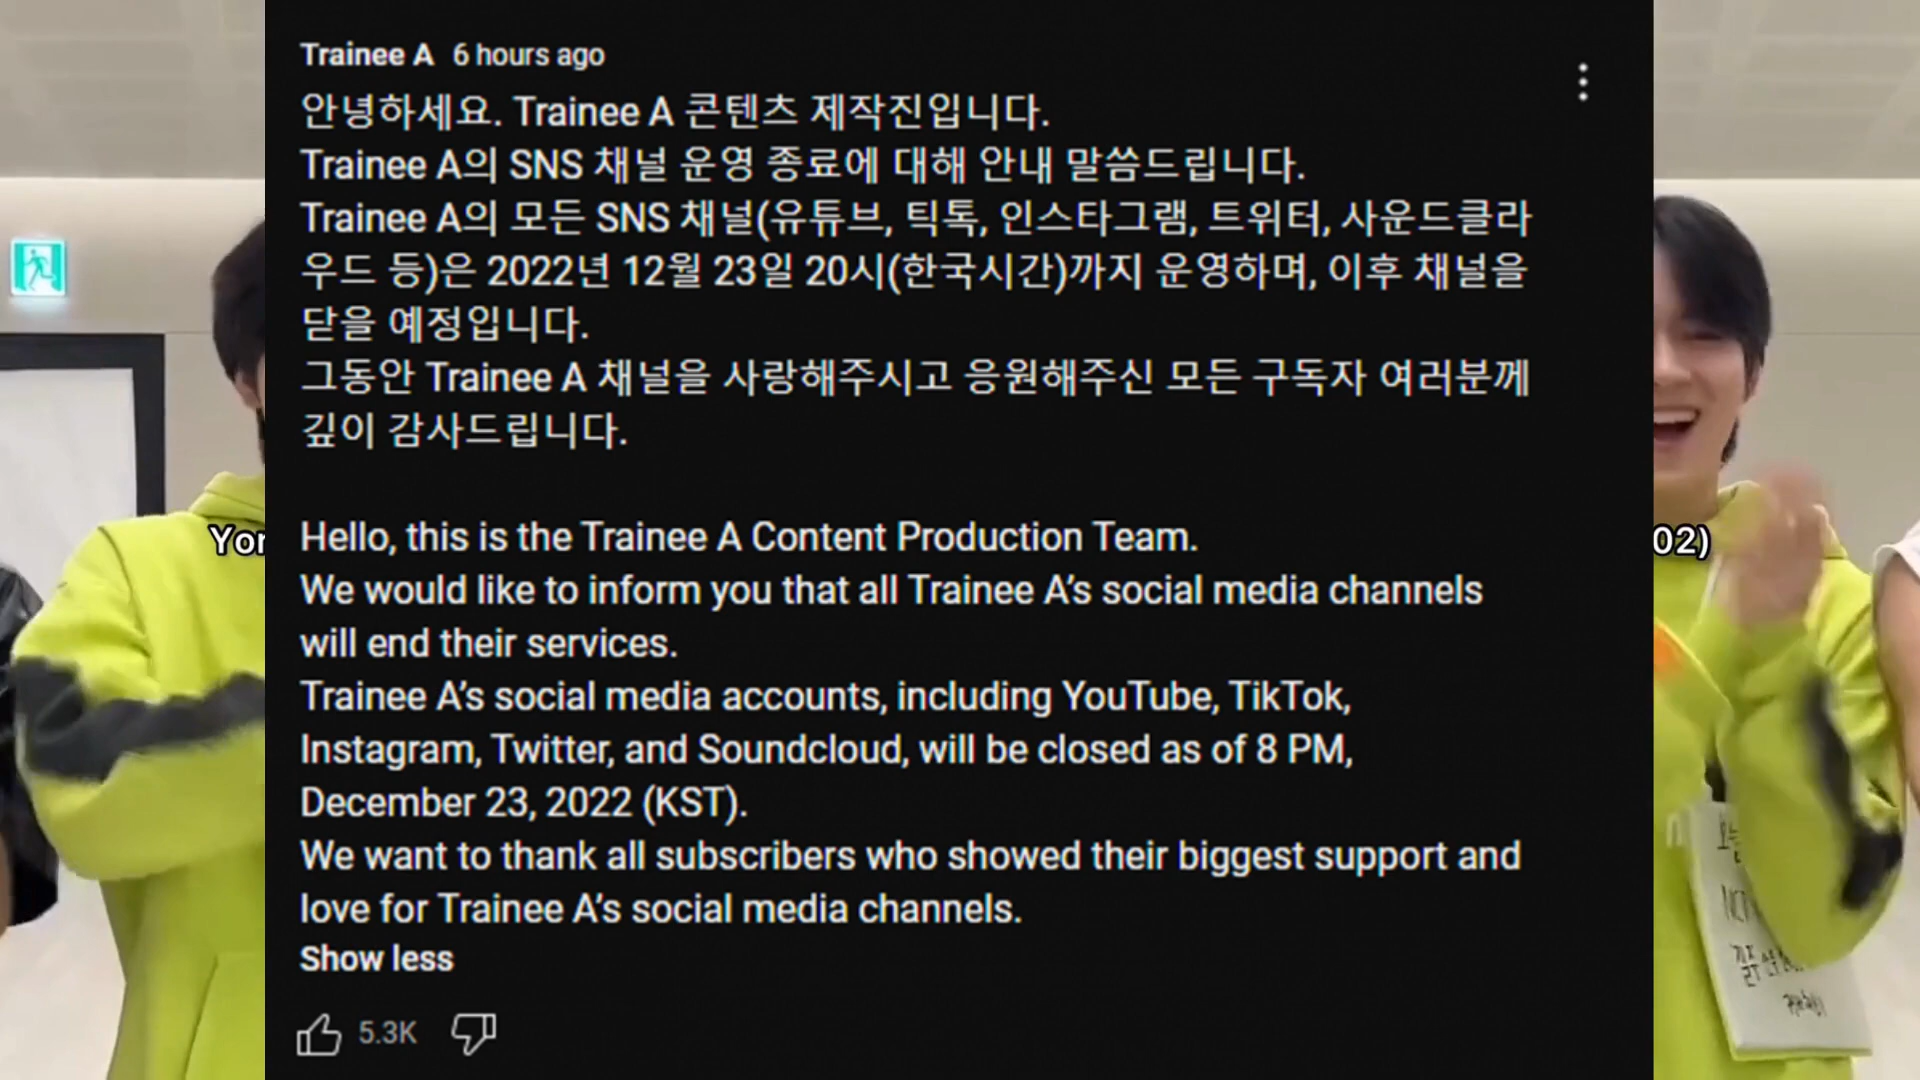 Trainee A 6 hours ago
안녕하세요. Trainee A 콘텐츠 제작진입니다.
Trainee A의 SNS 채널 운영 종료에 대해 안내 말씀드립니다.
Trainee A의 모든 SNS 채널(유튜브, 틱톡, 인스타그램, 트위터, 사운드클라
우드 등)은 2022년 12월 23일 20시(한국시간)까지 운영하며, 이후 채널을
닫을 예정입니다.
그동안 Trainee A 채널을 사랑해주시고 응원해주신 모든 구독자 여러분께
깊이 감사드립니다.
Hello, this is the Trainee A Content Production Team.
We would like to inform you that all Trainee A’s social media channels
will end their services.
Trainee A’s social media accounts, including YouTube, TikTok,
Instagram, Twitter, and Soundcloud, will be closed as of 8 PM,
December 23, 2022 (KST).
We want to thank all subscribers who showed their biggest support and
love for Trainee A’s social media channels.
Show less
5.3K
02)